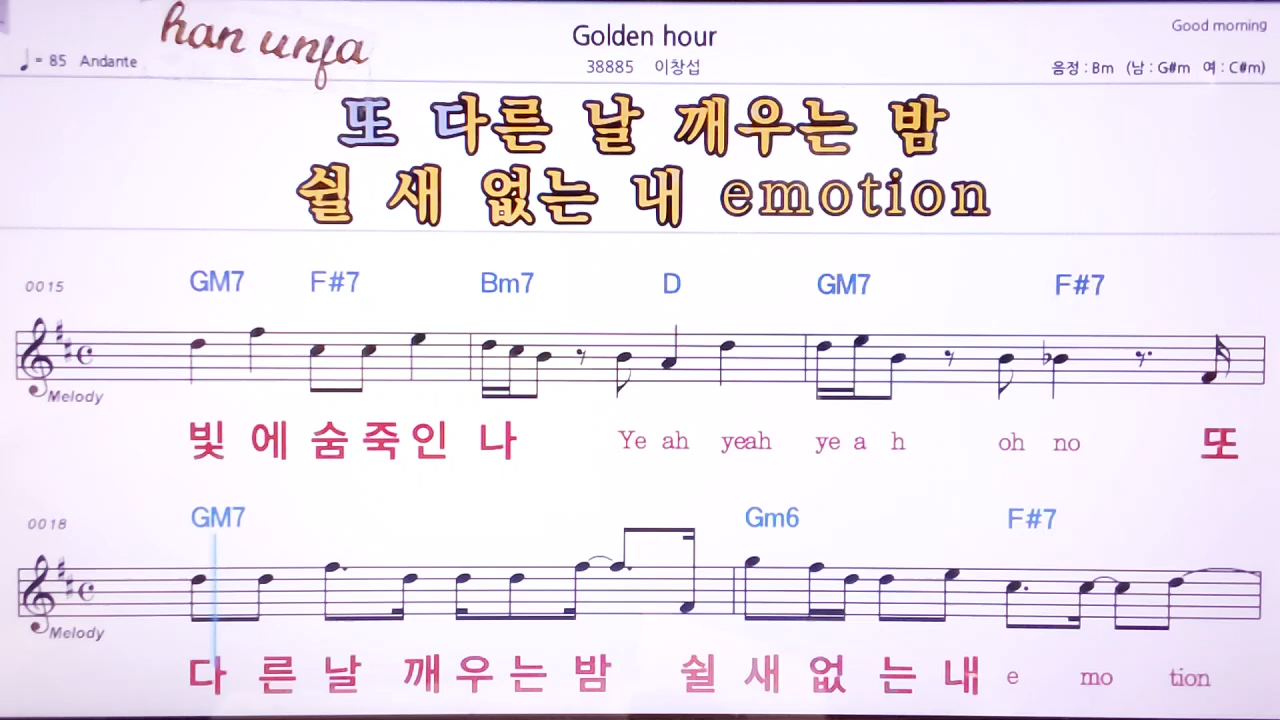 han unja
Golden hour
Good morning
♩= 85 Andante
38885 이창섭
음정 : Bm (남 : G#m 여 : C#m)
또 다른 날 깨우는 밤
쉴 새 없는 내 emotion
0015
GM7 F#7 Bm7 D GM7 F#7
Melody
빛 에 숨 죽 인 나 Ye ah yeah ye a h oh no 또
0018
GM7 Gm6 F#7
Melody
다 른 날 깨 우 는 밤 쉴 새 없 는 내 e mo tion